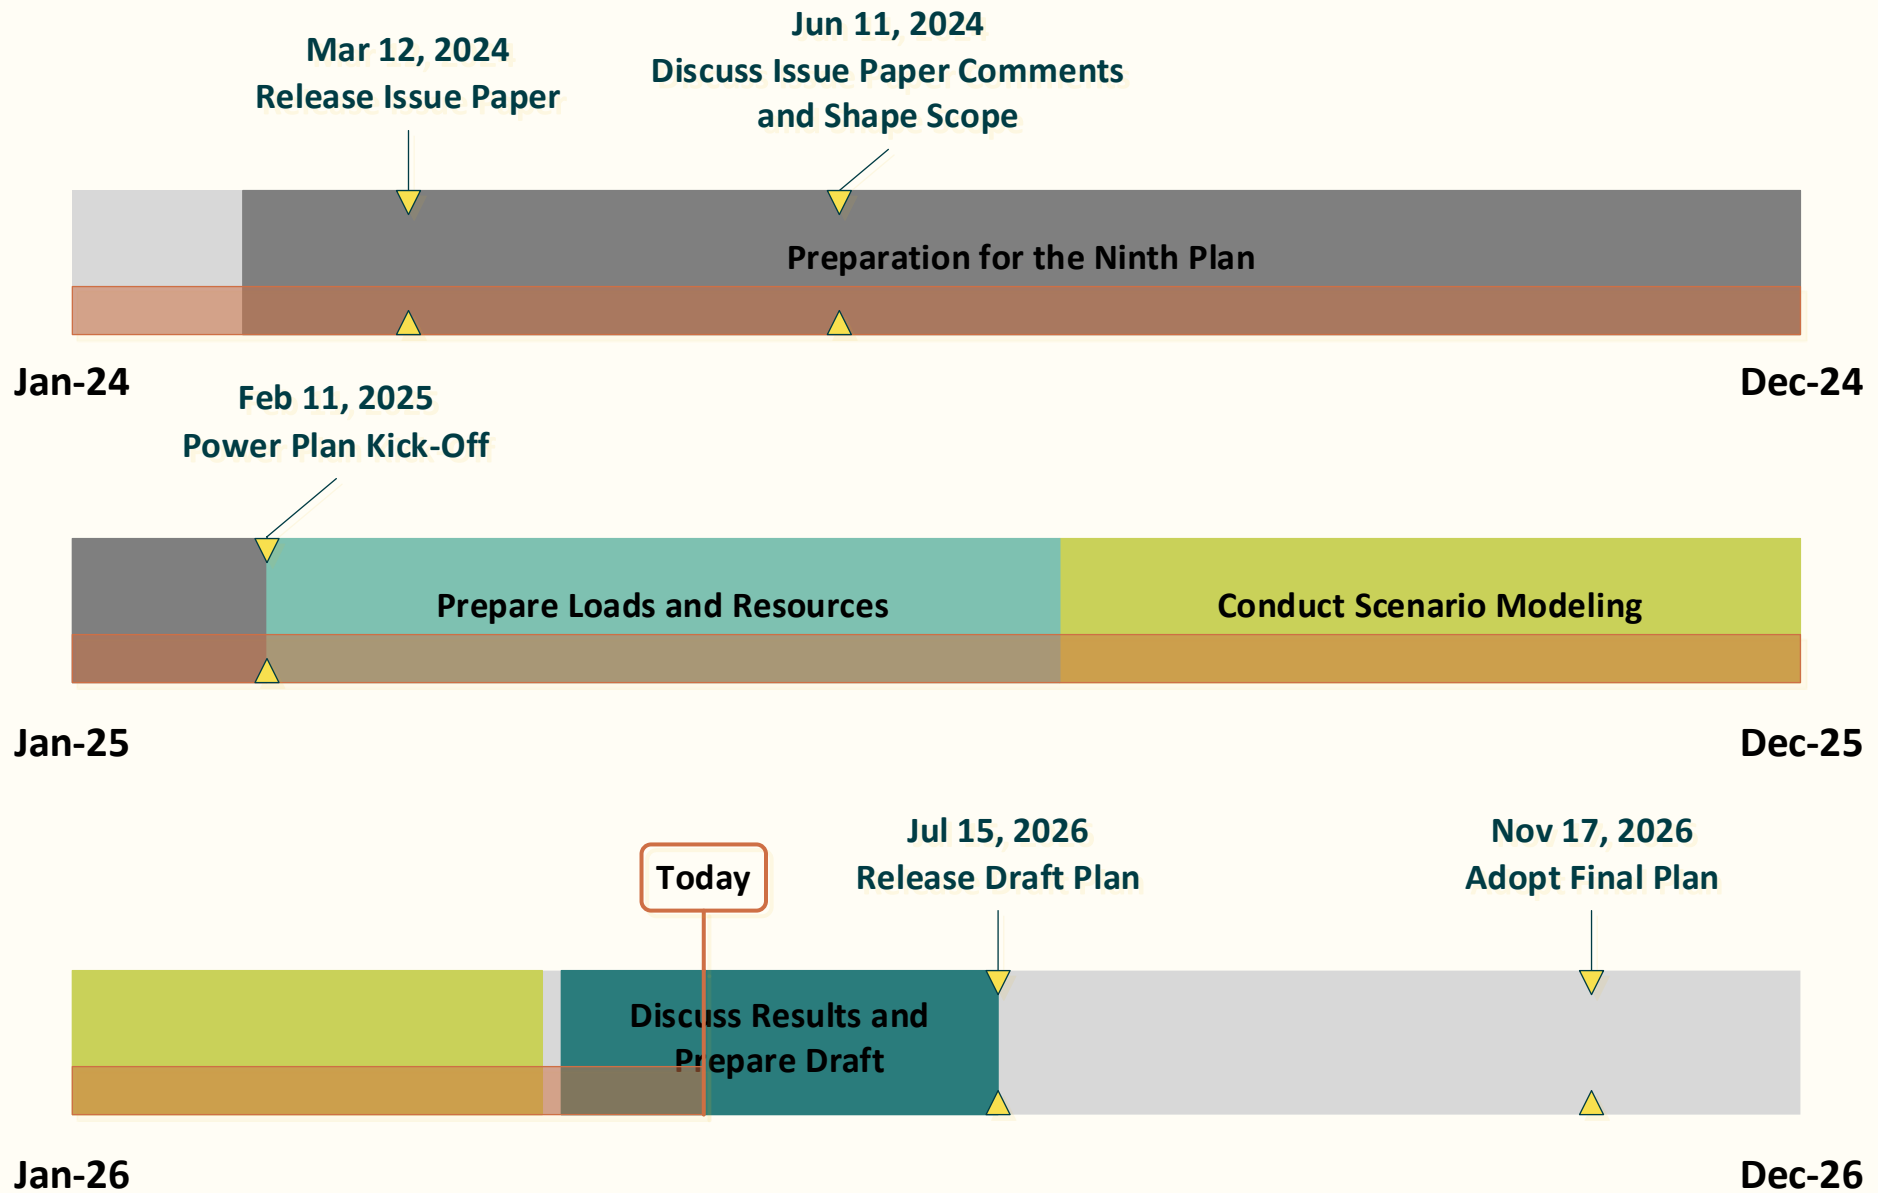 Mar 12, 2024
Release Issue Paper
Jun 11, 2024
Discuss Issue Paper Comments
and Shape Scope
Preparation for the Ninth Plan
Jan-24
Dec-24
Feb 11, 2025
Power Plan Kick-Off
Prepare Loads and Resources
Conduct Scenario Modeling
Jan-25
Dec-25
Today
Jul 15, 2026
Release Draft Plan
Nov 17, 2026
Adopt Final Plan
Discuss Results and
Prepare Draft
Jan-26
Dec-26